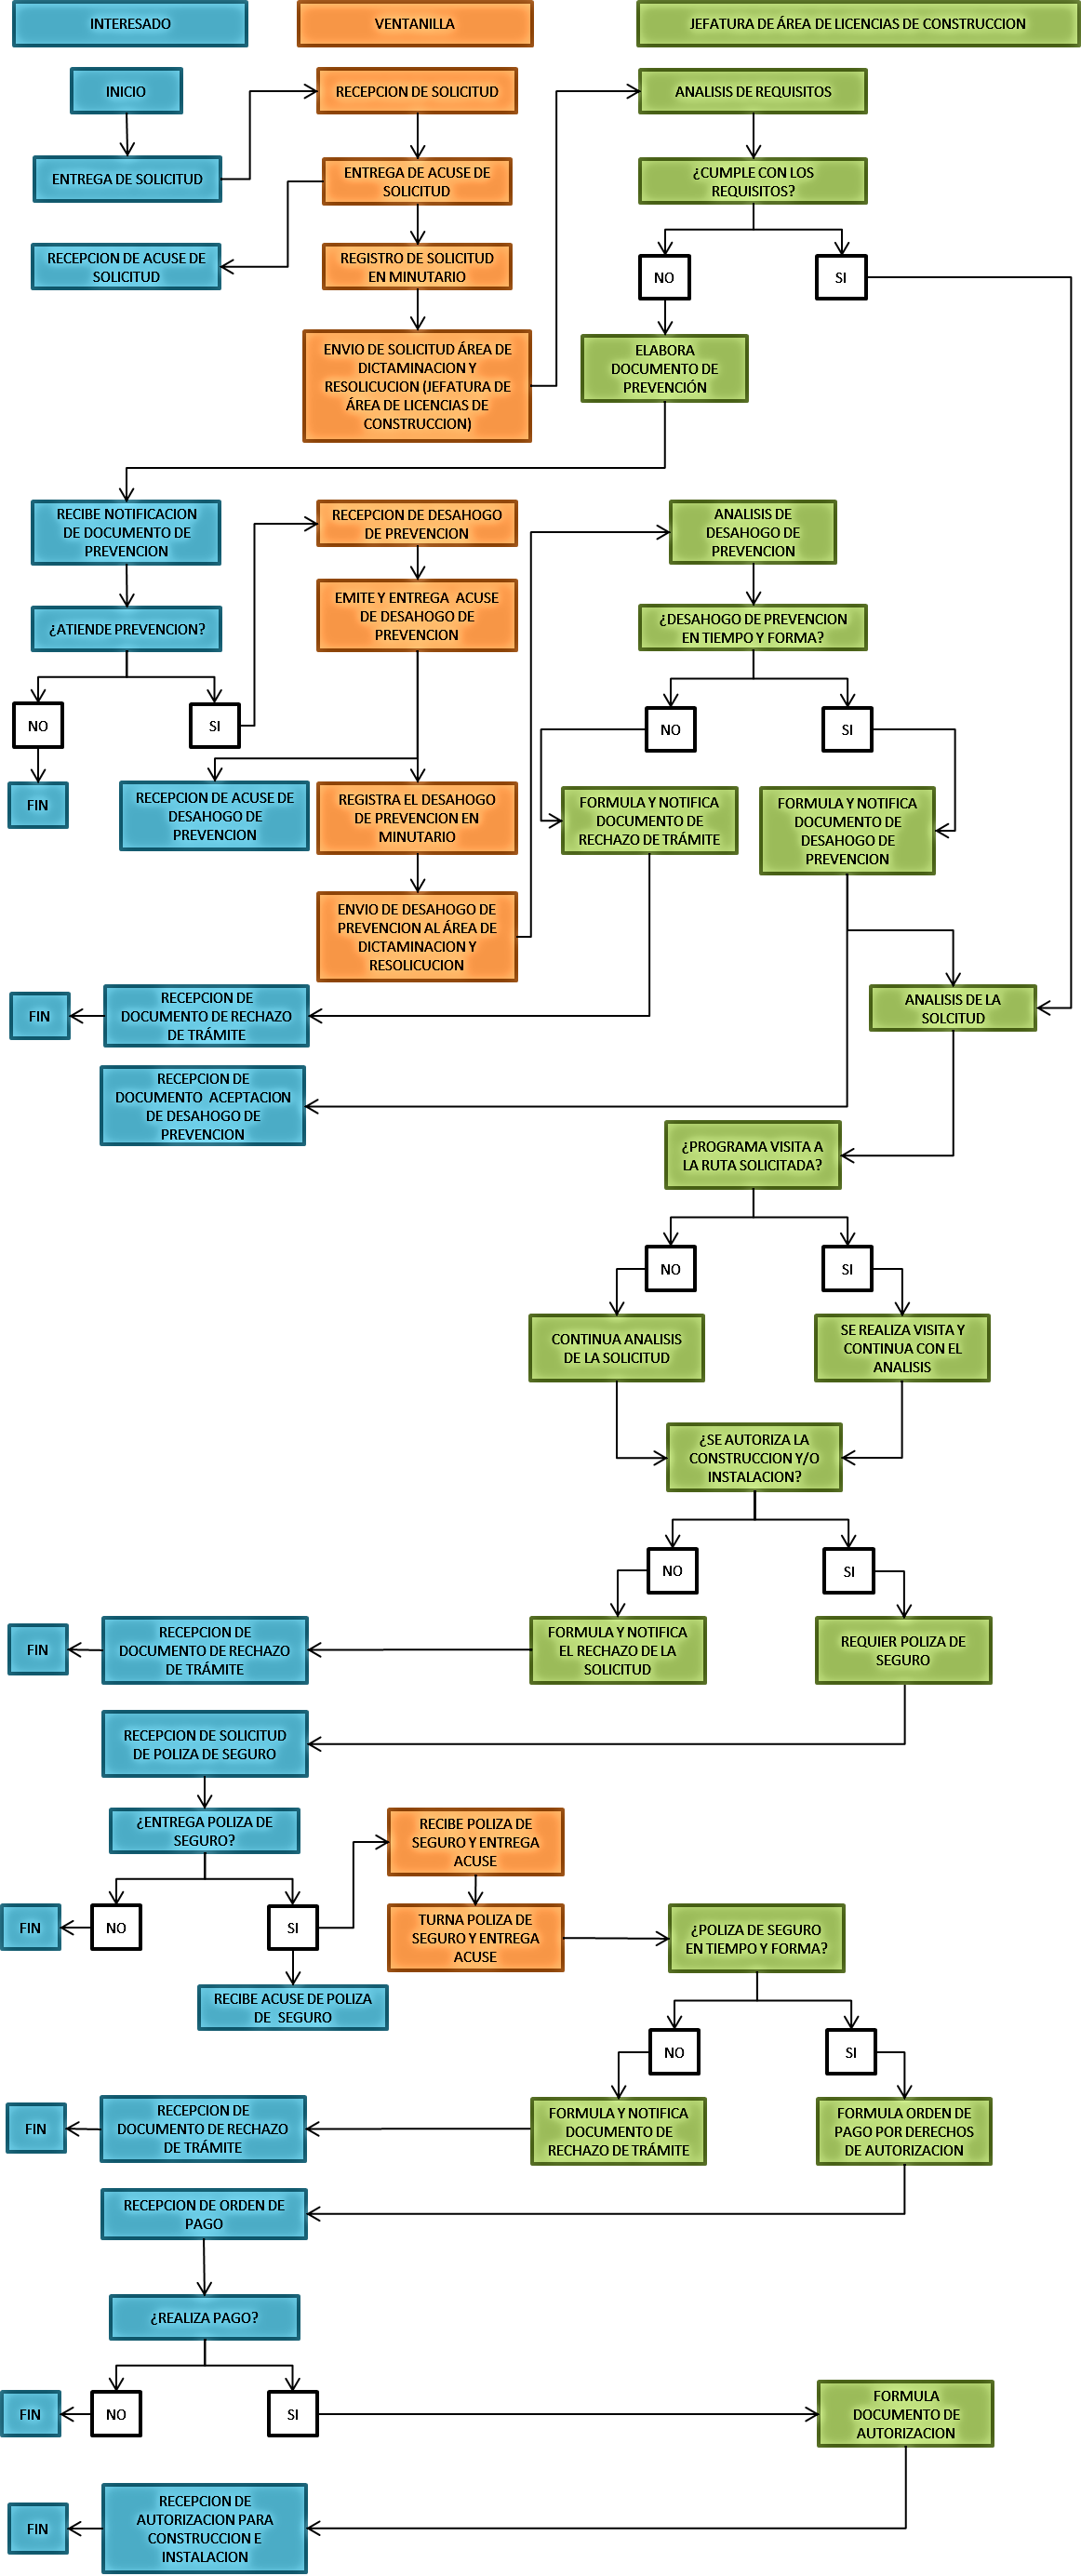 INTERESADO
VENTANILLA
JEFATURA DE ÁREA DE LICENCIAS DE CONSTRUCCION
INICIO
RECEPCION DE SOLICITUD
ANALISIS DE REQUISITOS
ENTREGA DE SOLICITUD
ENTREGA DE ACUSE DE
SOLICITUD
¿CUMPLE CON LOS
REQUISITOS?
RECEPCION DE ACUSE DE
SOLICITUD
REGISTRO DE SOLICITUD
EN MINUTARIO
NO
SI
ENVIO DE SOLICITUD ÁREA DE
DICTAMINACION Y
RESOLICUCION (JEFATURA DE
ÁREA DE LICENCIAS DE
CONSTRUCCION)
ELABORA
DOCUMENTO DE
PREVENCIÓN
RECIBE NOTIFICACION
DE DOCUMENTO DE
PREVENCION
RECEPCION DE DESAHOGO
DE PREVENCION
ANALISIS DE
DESAHOGO DE
PREVENCION
¿ATIENDE PREVENCION?
EMITE Y ENTREGA ACUSE
DE DESAHOGO DE
PREVENCION
¿DESAHOGO DE PREVENCION
EN TIEMPO Y FORMA?
NO
SI
NO
SI
FIN
RECEPCION DE ACUSE DE
DESAHOGO DE
PREVENCION
REGISTRA EL DESAHOGO
DE PREVENCION EN
MINUTARIO
FORMULA Y NOTIFICA
DOCUMENTO DE
RECHAZO DE TRÁMITE
FORMULA Y NOTIFICA
DOCUMENTO DE
DESAHOGO DE
PREVENCION
ENVIO DE DESAHOGO DE
PREVENCION AL ÁREA DE
DICTAMINACION Y
RESOLICUCION
FIN
RECEPCION DE
DOCUMENTO DE RECHAZO
DE TRÁMITE
ANALISIS DE LA
SOLCITUD
RECEPCION DE
DOCUMENTO ACEPTACION
DE DESAHOGO DE
PREVENCION
¿PROGRAMA VISITA A
LA RUTA SOLICITADA?
NO
SI
CONTINUA ANALISIS
DE LA SOLICITUD
SE REALIZA VISITA Y
CONTINUA CON EL
ANALISIS
¿SE AUTORIZA LA
CONSTRUCCION Y/O
INSTALACION?
NO
SI
FIN
RECEPCION DE
DOCUMENTO DE RECHAZO
DE TRÁMITE
FORMULA Y NOTIFICA
EL RECHAZO DE LA
SOLICITUD
REQUIER POLIZA DE
SEGURO
RECEPCION DE SOLICITUD
DE POLIZA DE SEGURO
¿ENTREGA POLIZA DE
SEGURO?
RECIBE POLIZA DE
SEGURO Y ENTREGA
ACUSE
FIN
NO
SI
TURNA POLIZA DE
SEGURO Y ENTREGA
ACUSE
¿POLIZA DE SEGURO
EN TIEMPO Y FORMA?
RECIBE ACUSE DE POLIZA
DE SEGURO
NO
SI
FIN
RECEPCION DE
DOCUMENTO DE RECHAZO
DE TRÁMITE
FORMULA Y NOTIFICA
DOCUMENTO DE
RECHAZO DE TRÁMITE
FORMULA ORDEN DE
PAGO POR DERECHOS
DE AUTORIZACION
RECEPCION DE ORDEN DE
PAGO
¿REALIZA PAGO?
FIN
NO
SI
FORMULA
DOCUMENTO DE
AUTORIZACION
FIN
RECEPCION DE
AUTORIZACION PARA
CONSTRUCCION E
INSTALACION